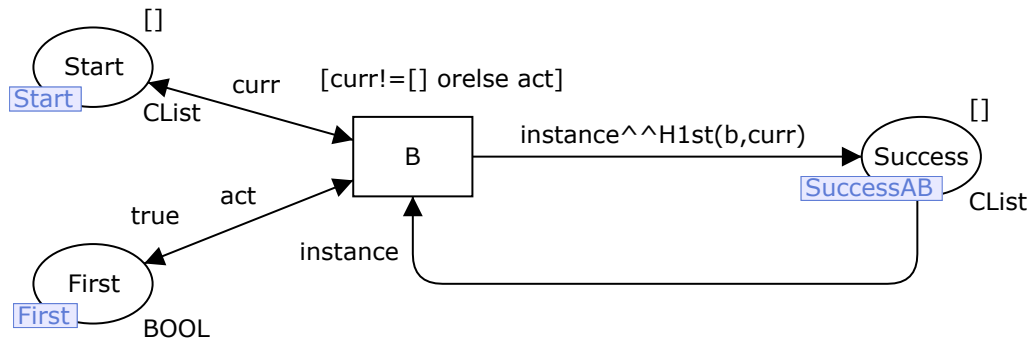 []
Start
Start
CList
curr
[curr!=[] orelse act]
B
instance^^H1st(b,curr)
[]
Success
SuccessAB
CList
act
true
instance
First
First
BOOL